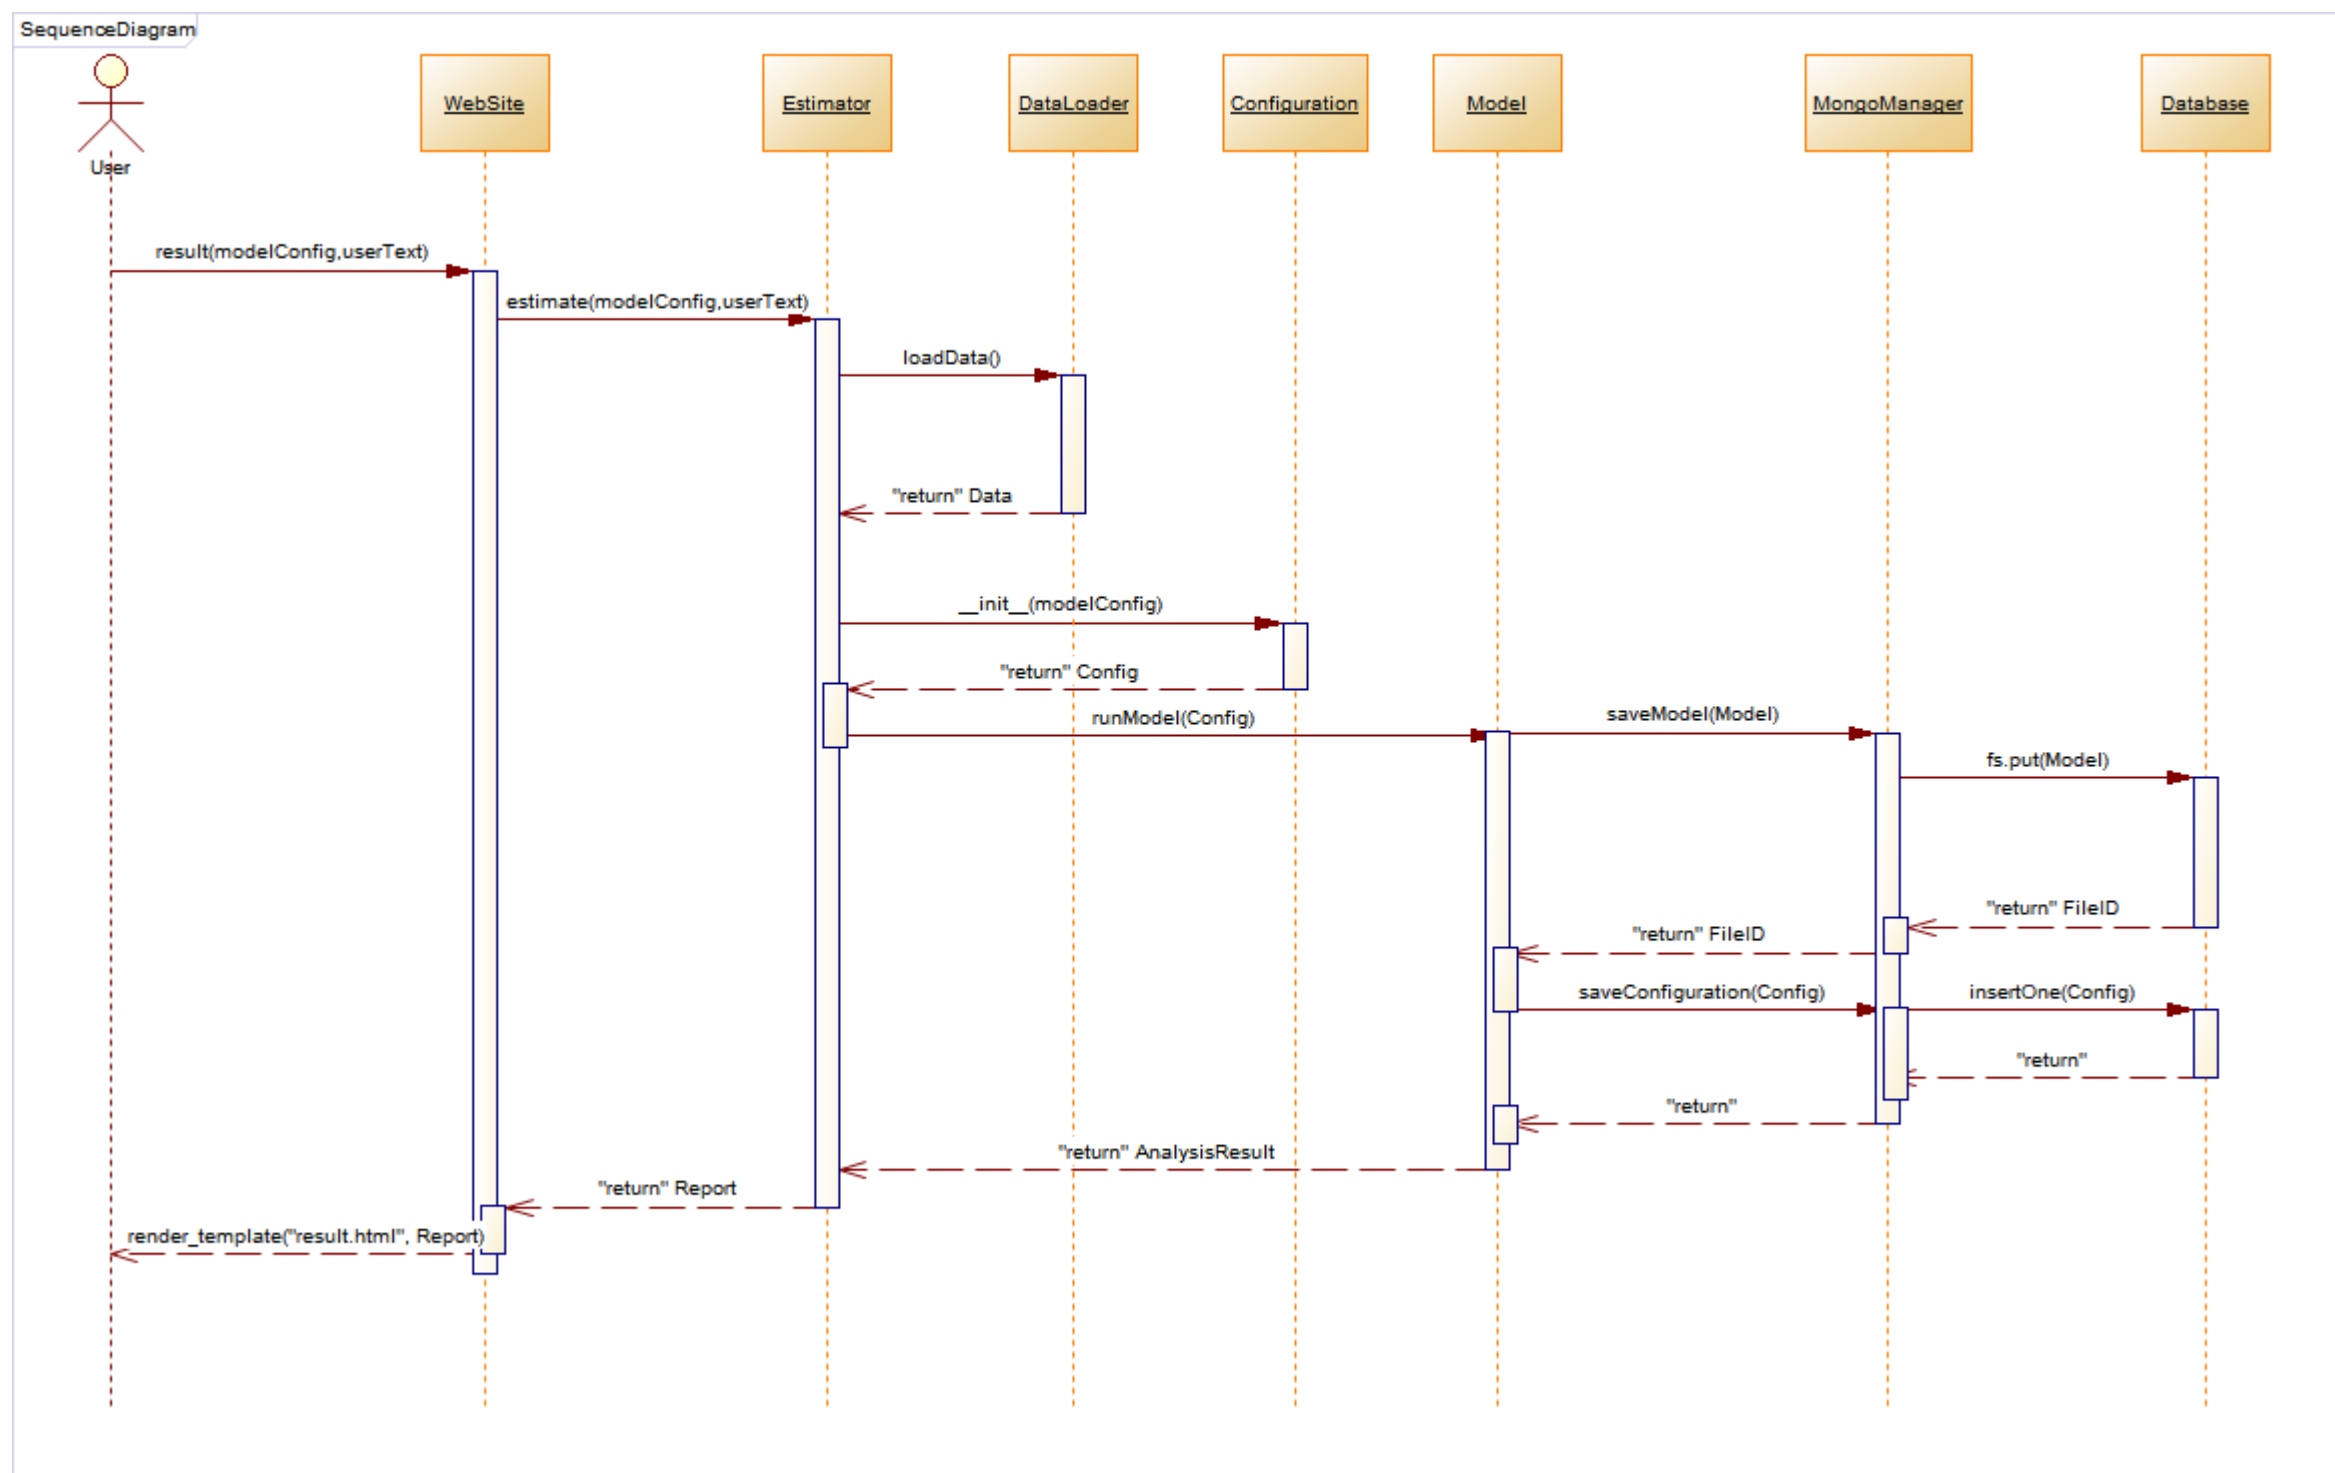 SequenceDiagram
User
WebSite
Estimator
DataLoader
Configuration
Model
MongoManager
Database
result(modelConfig,userText)
estimate(modelConfig,userText)
loadData()
"return" Data
__init__(modelConfig)
"return" Config
runModel(Config)
saveModel(Model)
fs.put(Model)
"return" FileID
"return" FileID
saveConfiguration(Config)
insertOne(Config)
"return"
"return"
"return" AnalysisResult
"return" Report
render_template("result.html", Report)